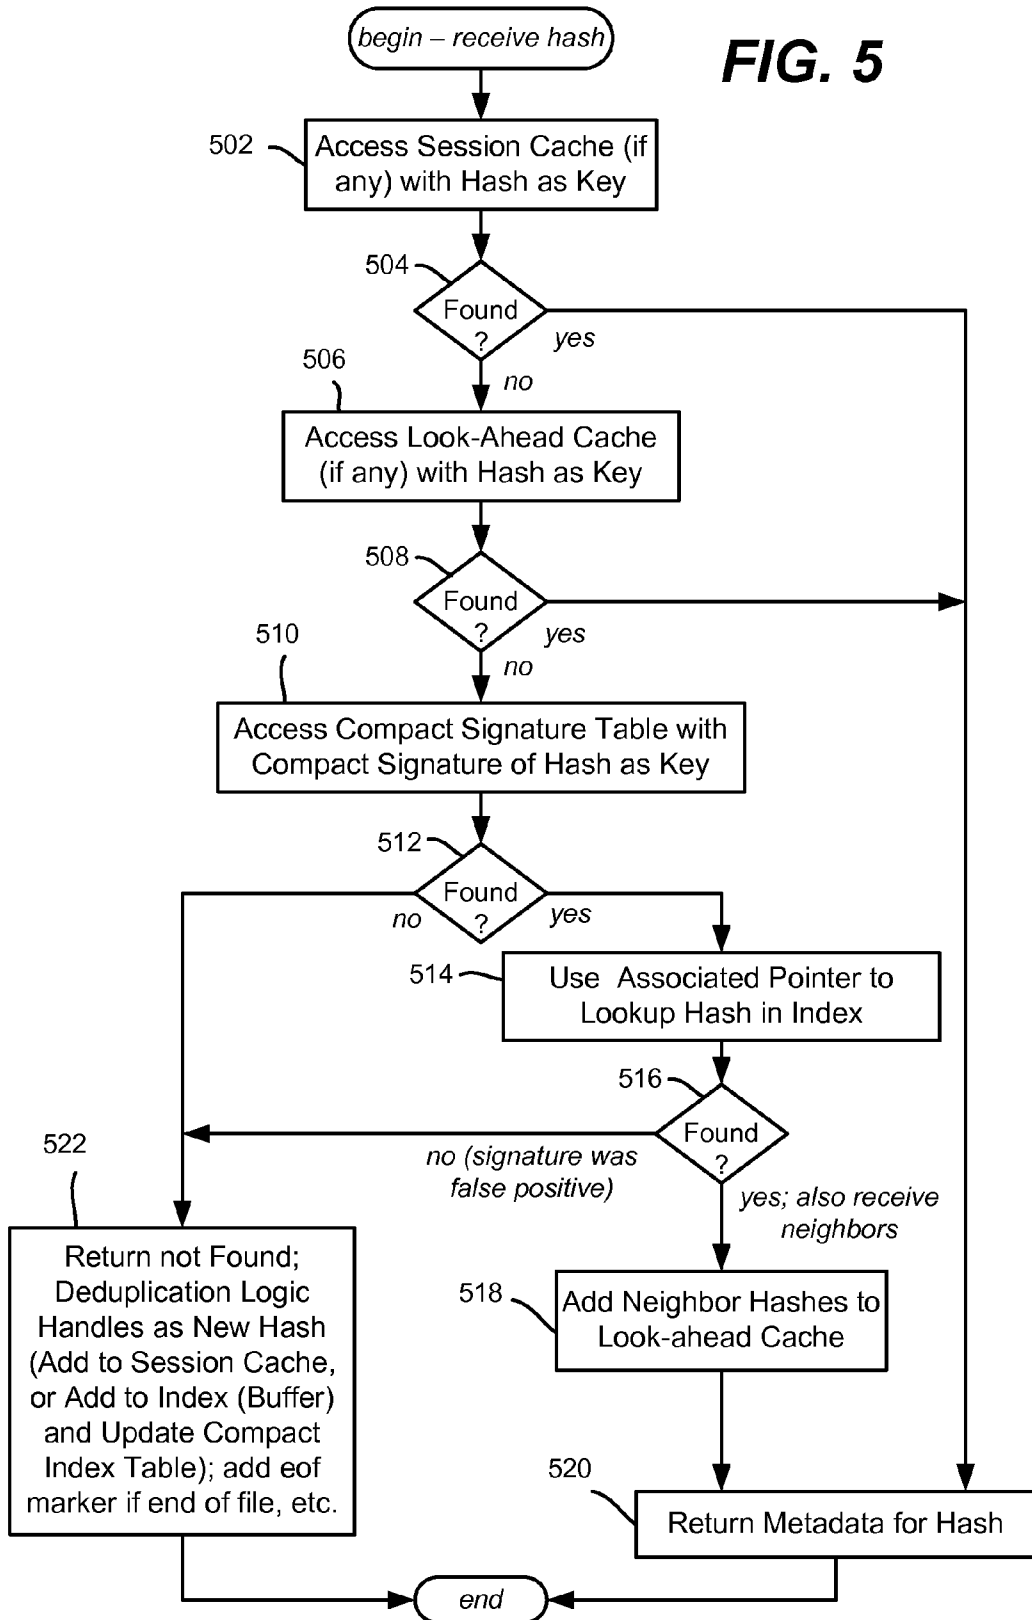 begin – receive hash
FIG. 5
502
Access Session Cache (if
any) with Hash as Key
504
Found
?
yes
no
506
Access Look-Ahead Cache
(if any) with Hash as Key
508
Found
?
yes
no
510
Access Compact Signature Table with
Compact Signature of Hash as Key
512
Found
?
no
yes
514
Use Associated Pointer to
Lookup Hash in Index
516
Found
?
no (signature was
false positive)
yes; also receive
neighbors
522
Return not Found;
Deduplication Logic
Handles as New Hash
(Add to Session Cache,
or Add to Index (Buffer)
and Update Compact
Index Table); add eof
marker if end of file, etc.
518
Add Neighbor Hashes to
Look-ahead Cache
520
Return Metadata for Hash
end